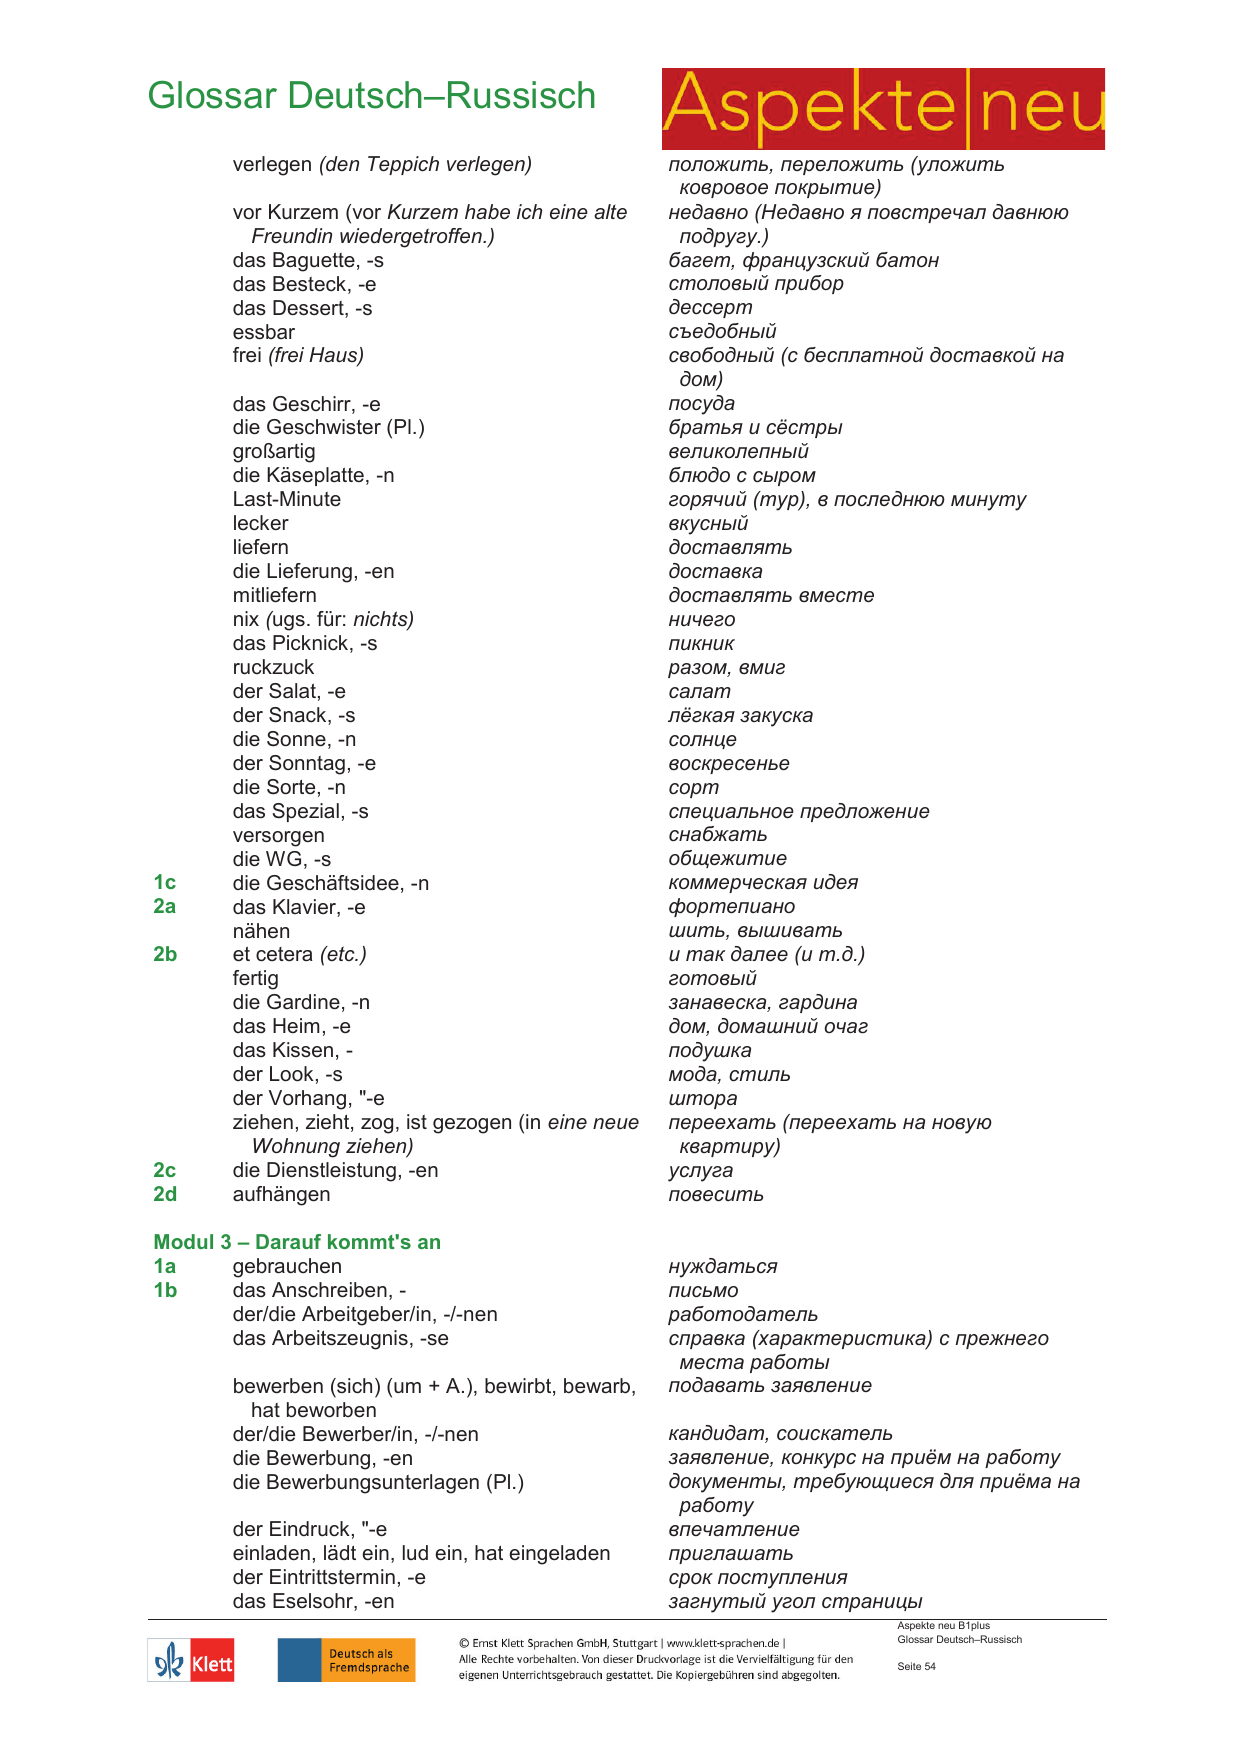 Glossar Deutsch–Russisch
Aspekte|neu
verlegen (den Teppich verlegen) положить, переложить (уложить
ковровое покрытие)
vor Kurzem (vor Kurzem habe ich eine alte недавно (Недавно я повстречал давнюю
Freundin wiedergetroffen.) подругу.)
das Baguette, -s багет, французский батон
das Besteck, -e столовый прибор
das Dessert, -s дессерт
essbar съедобный
frei (frei Haus) свободный (с бесплатной доставкой на
дом)
das Geschirr, -e посуда
die Geschwister (Pl.) братья и сёстры
großartig великолепный
die Käseplatte, -n блюдо с сыром
Last-Minute горячий (тур), в последнюю минуту
lecker вкусный
liefern доставлять
die Lieferung, -en доставка
mitliefern доставлять вместе
nix (ugs. für: nichts) ничего
das Picknick, -s пикник
ruckzuck разом, вмиг
der Salat, -e салат
der Snack, -s лёгкая закуска
die Sonne, -n солнце
der Sonntag, -e воскресенье
die Sorte, -n сорт
das Spezial, -s специальное предложение
versorgen снабжать
die WG, -s общежитие
1c die Geschäftsidee, -n коммерческая идея
2a das Klavier, -e фортепиано
nähen шить, вышивать
2b et cetera (etc.) и так далее (и т.д.)
fertig готовый
die Gardine, -n занавеска, гардина
das Heim, -e дом, домашний очаг
das Kissen, - подушка
der Look, -s мода, стиль
der Vorhang, "-e штора
ziehen, zieht, zog, ist gezogen (in eine neue переехать (переехать на новую
Wohnung ziehen) квартиру)
2c die Dienstleistung, -en услуга
2d aufhängen повесить
Modul 3 – Darauf kommt's an
1a gebrauchen нуждаться
1b das Anschreiben, - письмо
der/die Arbeitgeber/in, -/-nen работодатель
das Arbeitszeugnis, -se справка (характеристика) с прежнего
места работы
bewerben (sich) (um + A.), bewirbt, bewarb, подавать заявление
hat beworben
der/die Bewerber/in, -/-nen кандидат, соискатель
die Bewerbung, -en заявление, конкурс на приём на работу
die Bewerbungsunterlagen (Pl.) документы, требующиеся для приёма на
работу
der Eindruck, "-e впечатление
einladen, lädt ein, lud ein, hat eingeladen приглашать
der Eintrittstermin, -e срок поступления
das Eselsohr, -en загнутый угол страницы
Klett
Deutsch als
Fremdsprache
© Ernst Klett Sprachen GmbH, Stuttgart | www.klett-sprachen.de |
Alle Rechte vorbehalten. Von dieser Druckvorlage ist die Vervielfältigung für den
eigenen Unterrichtsgebrauch gestattet. Die Kopiergebühren sind abgegolten.
Aspekte neu B1plus
Glossar Deutsch–Russisch
Seite 54